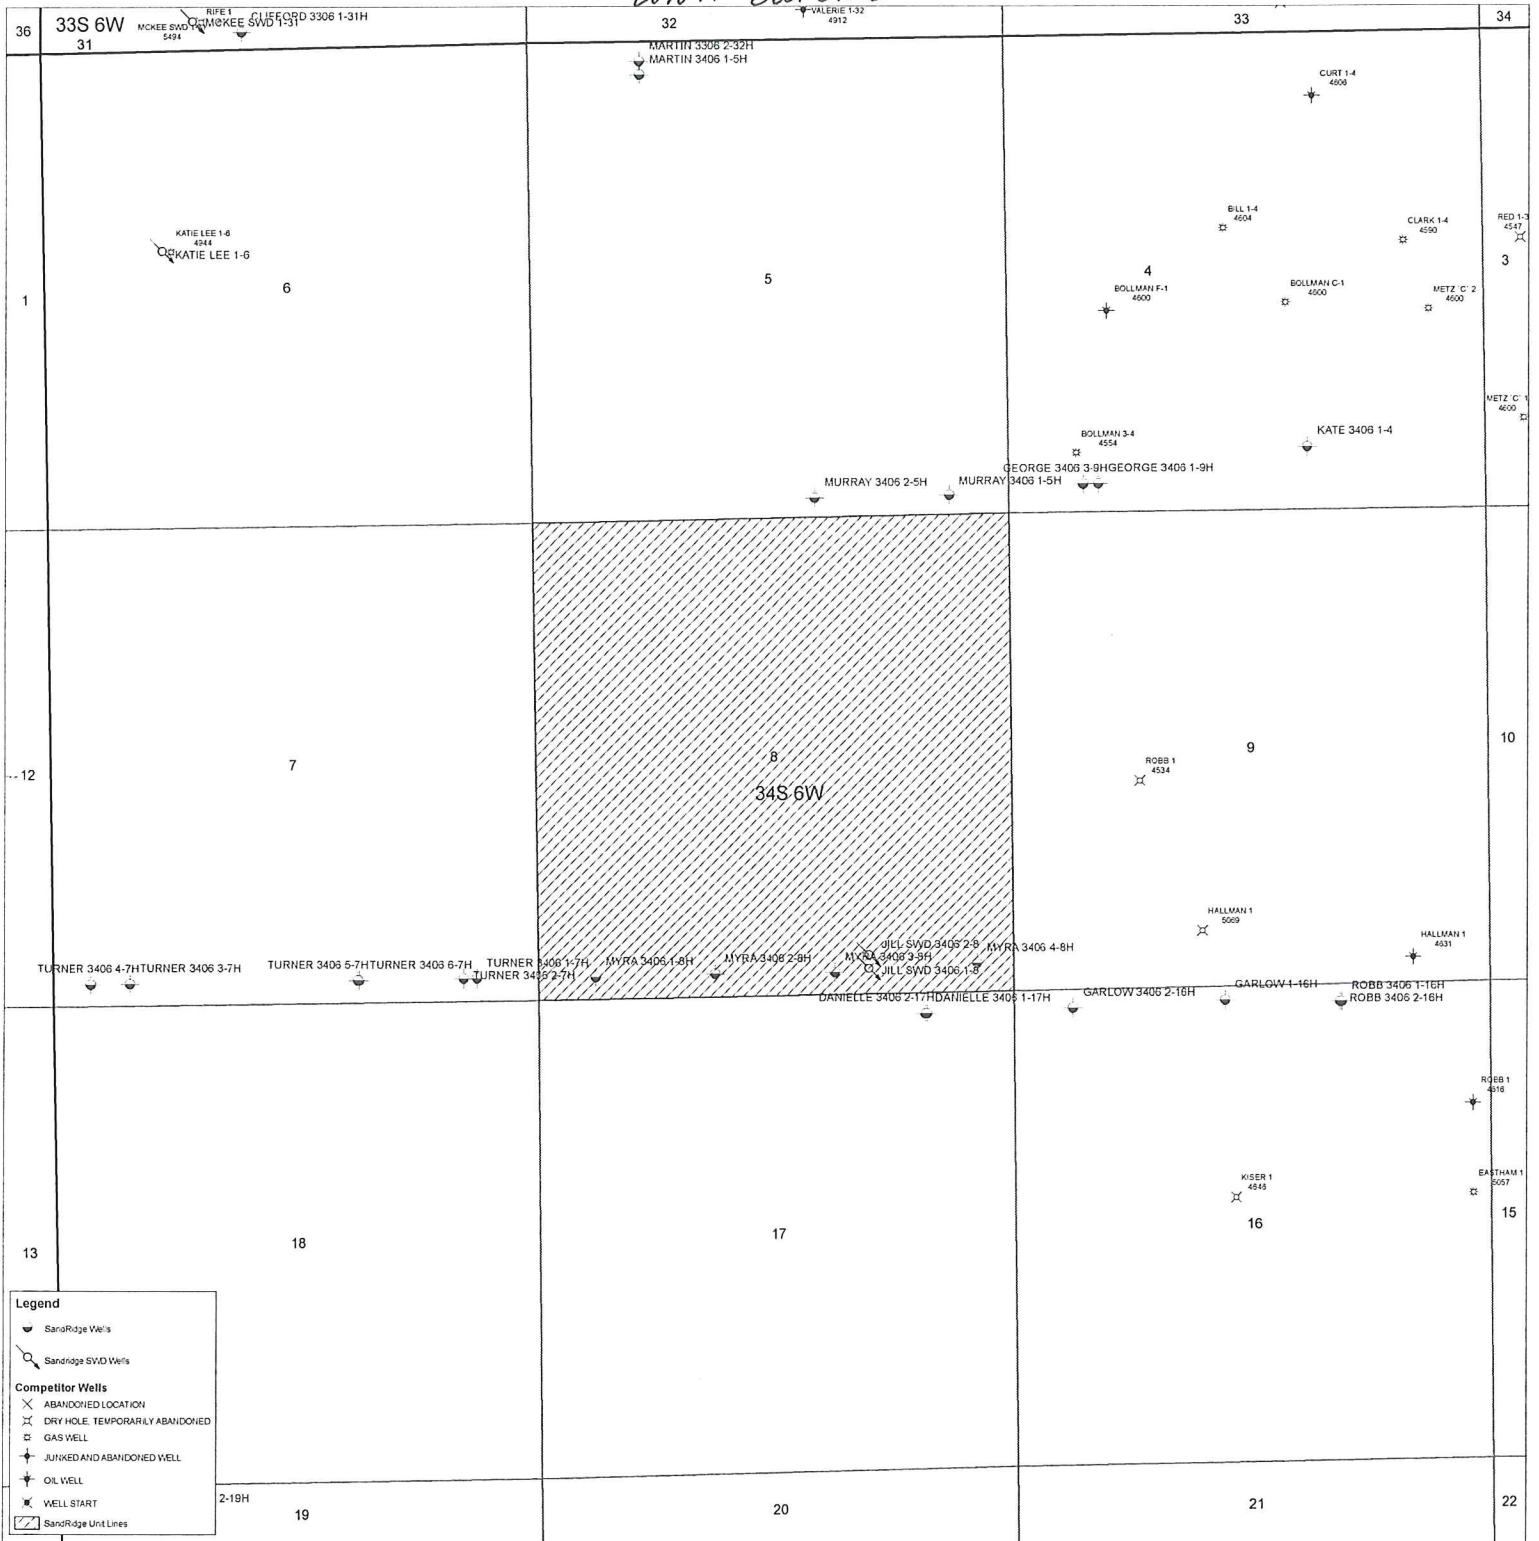 36
33S 6W
31
RIFE 1
CLIFFORD 3306 1-31H
MCKEE SWD 1-31
5494
32
VALERIE 1-32
4912
33
34
MARTIN 3306 2-32H
MARTIN 3406 1-5H
CURT 1-4
4606
KATIE LEE 1-6
4944
KATIE LEE 1-6
BILL 1-4
4604
CLARK 1-4
4590
RED 1-3
4547
1
6
5
4
3
BOLLMAN F-1
4600
BOLLMAN C-1
4600
METZ 'C' 2
4600
METZ 'C' 1
4600
BOLLMAN 3-4
4554
KATE 3406 1-4
MURRAY 3406 2-5H
MURRAY 3406 1-5H
GEORGE 3406 3-9H
GEORGE 3406 1-9H
12
7
8
34S 6W
9
10
ROBB 1
4534
HALLMAN 1
5069
HALLMAN 1
4631
TURNER 3406 4-7H
TURNER 3406 3-7H
TURNER 3406 5-7H
TURNER 3406 6-7H
TURNER 3406 1-7H
TURNER 3406 2-7H
MYRA 3406 1-8H
MYRA 3406 2-8H
MYRA 3406 3-8H
JILL SWD 3406 2-8
JILL SWD 3406 1-8
MYRA 3406 4-8H
DANIELLE 3406 2-17H
DANIELLE 3406 1-17H
GARLOW 3406 2-16H
GARLOW 1-16H
ROBB 3406 1-16H
ROBB 3406 2-16H
ROBB 1
4616
KISER 1
4646
EASTHAM 1
5057
13
18
17
16
15
Legend
SandRidge Wells
Sandridge SWD Wells
Competitor Wells
ABANDONED LOCATION
DRY HOLE, TEMPORARILY ABANDONED
GAS WELL
JUNKED AND ABANDONED WELL
OIL WELL
WELL START
SandRidge Unit Lines
2-19H
19
20
21
22